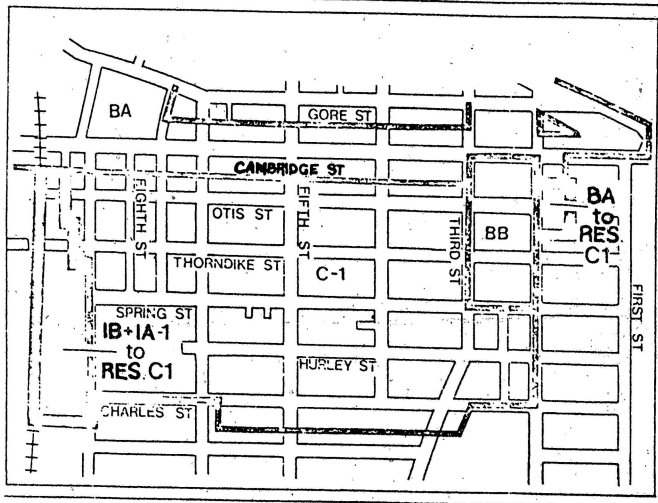 BA
GORE ST
CAMBRIDGE ST
EIGHTH ST
OTIS ST
FIFTH ST
THIRD ST
BB
BA
to
RES.
C1
THORNDIKE ST
C-1
FIRST ST
SPRING ST
IB+IA-1
to
RES. C1
HURLEY ST
CHARLES ST